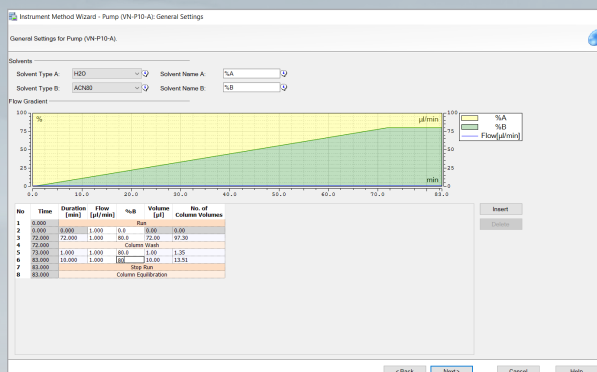 Instrument Method Wizard - Pump (VN-P10-A): General Settings
General Settings for Pump (VN-P10-A).
Solvents
Solvent Type A: H2O Solvent Name A: %A
Solvent Type B: ACN80 Solvent Name B: %B
Flow Gradient
100 % µl/min 100 %A
%B
Flow[µl/min]
75 75
50 50
25 25
0 min 0
0.0 10.0 20.0 30.0 40.0 50.0 60.0 70.0 83.0
No Time Duration [min] Flow [µl/min] %B Volume [µl] No. of Column Volumes
1 0.000 Run
2 0.000 0.000 1.000 0.0 0.00 0.00
3 72.000 72.000 1.000 80.0 72.00 97.30
4 72.000 Column Wash
5 73.000 1.000 1.000 80.0 1.00 1.35
6 83.000 10.000 1.000 80 10.00 13.51
7 83.000 Stop Run
8 83.000 Column Equilibration
Insert
Delete
< Back Next > Cancel Help